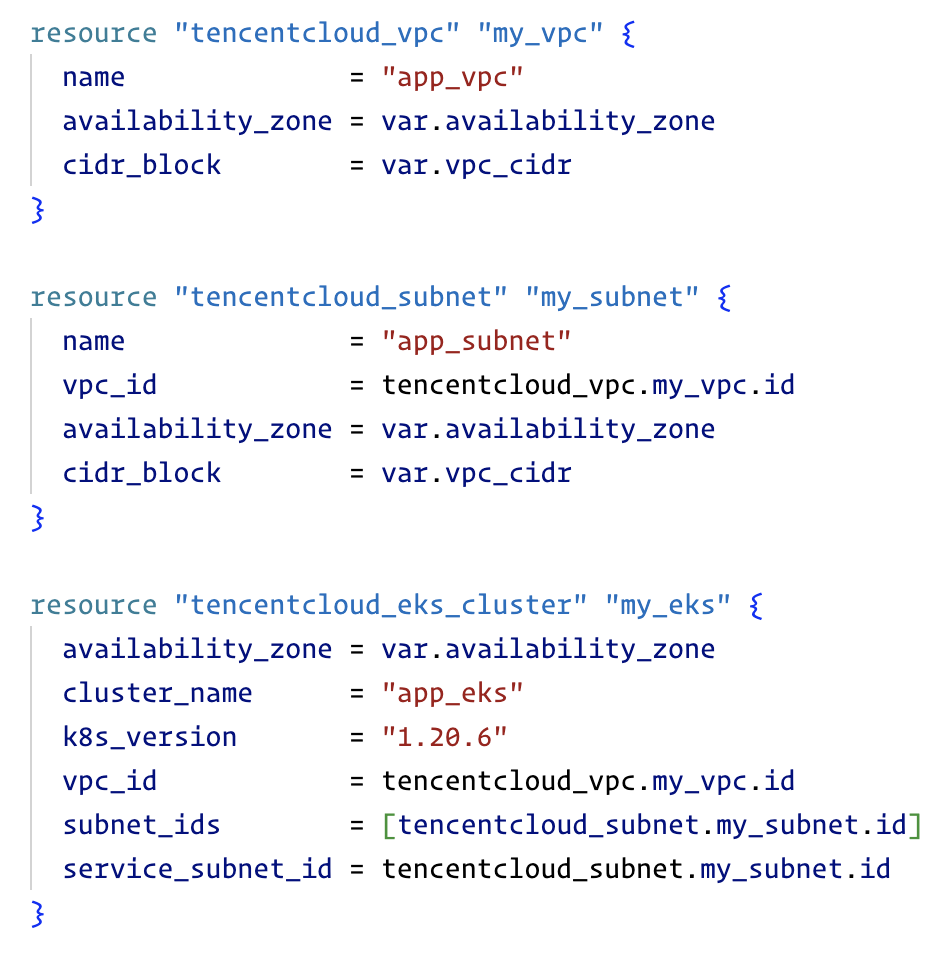 resource "tencentcloud_vpc" "my_vpc" {
  name              = "app_vpc"
  availability_zone = var.availability_zone
  cidr_block        = var.vpc_cidr
}

resource "tencentcloud_subnet" "my_subnet" {
  name              = "app_subnet"
  vpc_id            = tencentcloud_vpc.my_vpc.id
  availability_zone = var.availability_zone
  cidr_block        = var.vpc_cidr
}

resource "tencentcloud_eks_cluster" "my_eks" {
  availability_zone = var.availability_zone
  cluster_name      = "app_eks"
  k8s_version       = "1.20.6"
  vpc_id            = tencentcloud_vpc.my_vpc.id
  subnet_ids        = [tencentcloud_subnet.my_subnet.id]
  service_subnet_id = tencentcloud_subnet.my_subnet.id
}